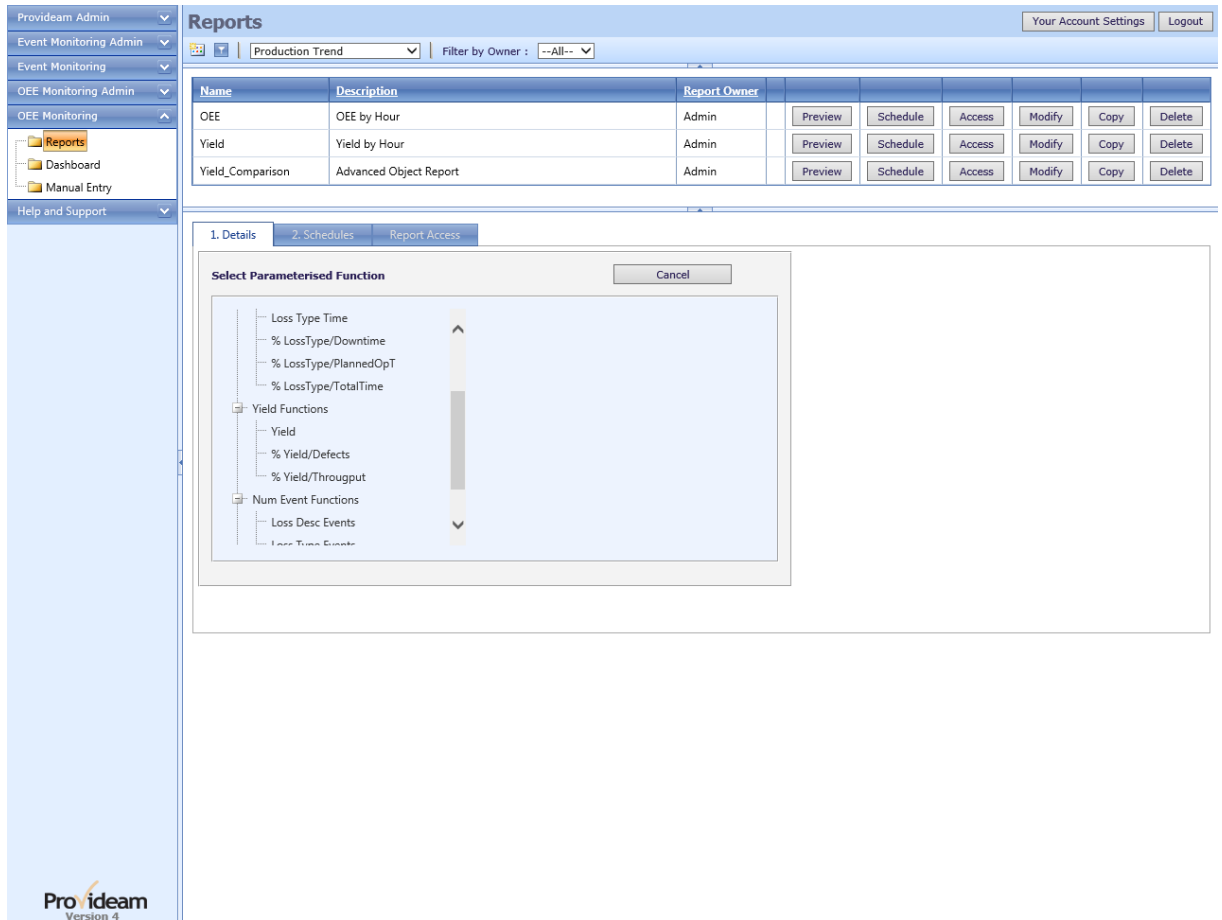 Provideam Admin
Event Monitoring Admin
Event Monitoring
OEE Monitoring Admin
OEE Monitoring
Reports
Dashboard
Manual Entry
Help and Support
Reports
Your Account Settings Logout
Production Trend Filter by Owner : --All--
Name Description Report Owner
OEE OEE by Hour Admin Preview Schedule Access Modify Copy Delete
Yield Yield by Hour Admin Preview Schedule Access Modify Copy Delete
Yield_Comparison Advanced Object Report Admin Preview Schedule Access Modify Copy Delete
1. Details 2. Schedules Report Access
Select Parameterised Function Cancel
Loss Type Time
% LossType/Downtime
% LossType/PlannedOpT
% LossType/TotalTime
Yield Functions
Yield
% Yield/Defects
% Yield/Througput
Num Event Functions
Loss Desc Events
Loss Type Events
Provideam
Version 4